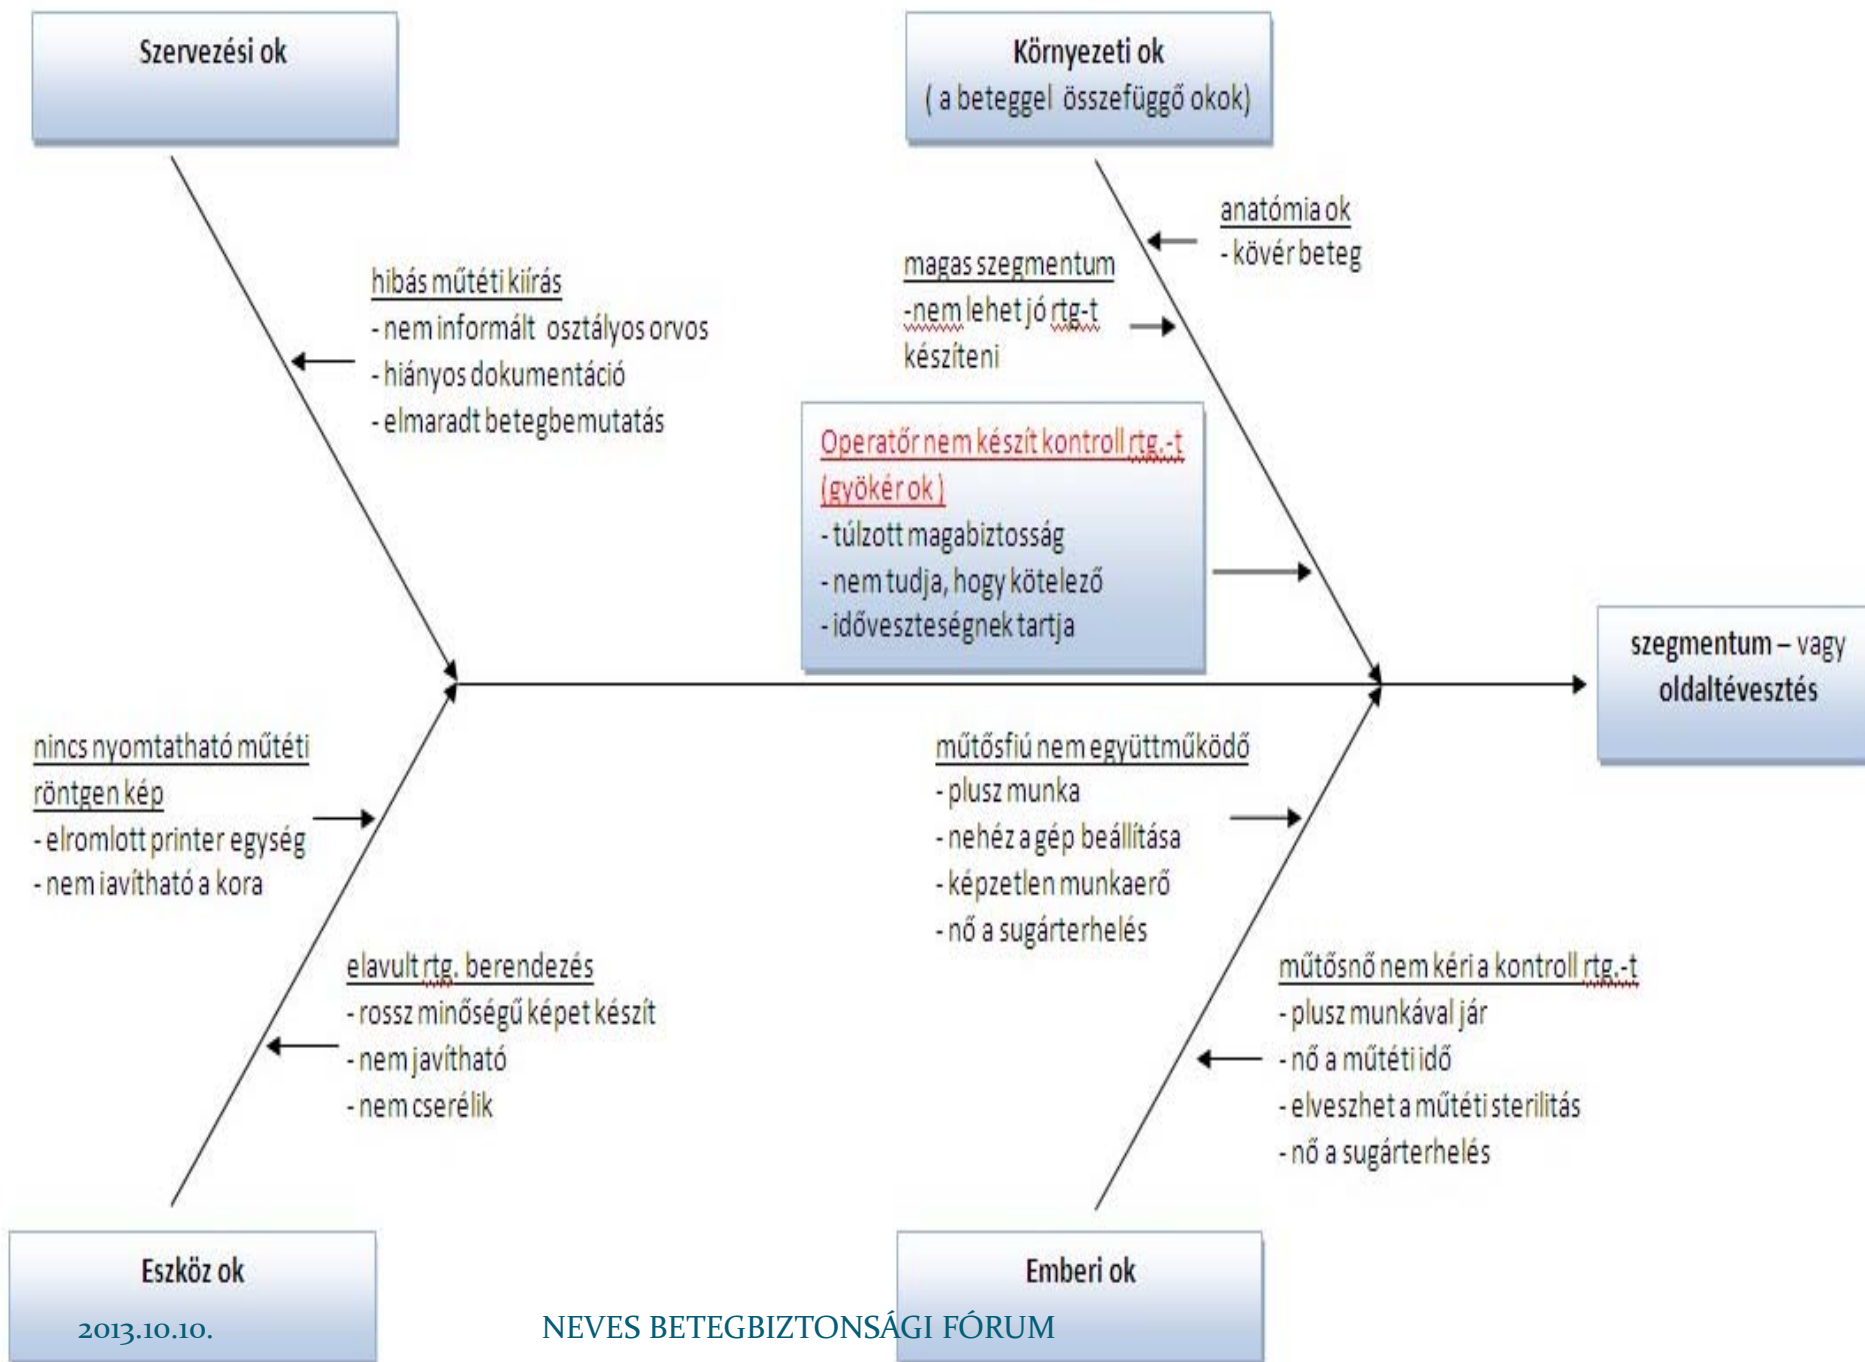 Szervezési ok
Környezeti ok
( a beteggel összefüggő okok)
anatómia ok
- kövér beteg
magas szegmentum
-nem lehet jó rtg-t
készíteni
hibás műtéti kiírás
- nem informált osztályos orvos
- hiányos dokumentáció
- elmaradt betegbemutatás
Operatőr nem készít kontroll rtg.-t
(gyökér ok )
- túlzott magabiztosság
- nem tudja, hogy kötelező
- időveszteségnek tartja
szegmentum – vagy
oldaltévesztés
nincs nyomtatható műtéti
röntgen kép
- elromlott printer egység
- nem iavítható a kora
elavult rtg. berendezés
- rossz minőségű képet készít
- nem javítható
- nem cserélik
műtősfiú nem együttműködő
- plusz munka
- nehéz a gép beállítása
- képzetlen munkaerő
- nő a sugárterhelés
műtősnő nem kéri a kontroll rtg.-t
- plusz munkával jár
- nő a műtéti idő
- elveszhet a műtéti sterilitás
- nő a sugárterhelés
Eszköz ok
Emberi ok
2013.10.10.
NEVES BETEGBIZTONSÁGI FÓRUM